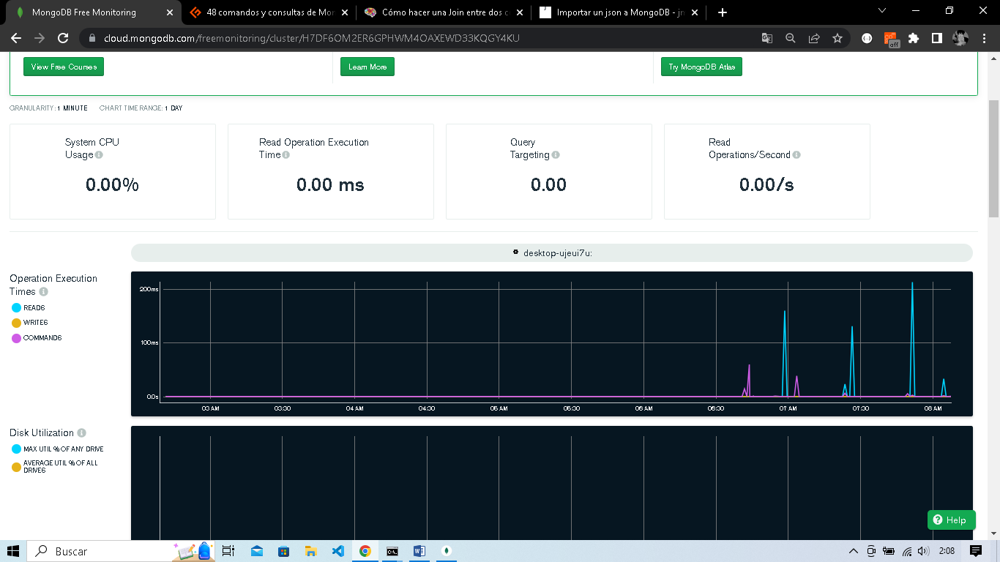 MongoDB Free Monitoring
48 comandos y consultas de Mon
Cómo hacer una Join entre dos c
Importar un json a MongoDB - jn
cloud.mongodb.com/freemonitoring/cluster/H7DF6OM2ER6GPHWM4OAXEWD33KQGY4KU
off
View Free Courses
Learn More
Try MongoDB Atlas
GRANULARITY: 1 MINUTE CHART TIME RANGE: 1 DAY
System CPU
Usage
0.00%
Read Operation Execution
Time
0.00 ms
Query
Targeting
0.00
Read
Operations/Second
0.00/s
desktop-ujeui7u:
Operation Execution
Times
READS
WRITES
COMMANDS
200ms
100ms
0.0s
03 AM 03:30 04 AM 04:30 05 AM 05:30 06 AM 06:30 07 AM 07:30 08 AM
Disk Utilization
MAX UTIL % OF ANY DRIVE
AVERAGE UTIL % OF ALL
DRIVES
Help
Buscar
2:08